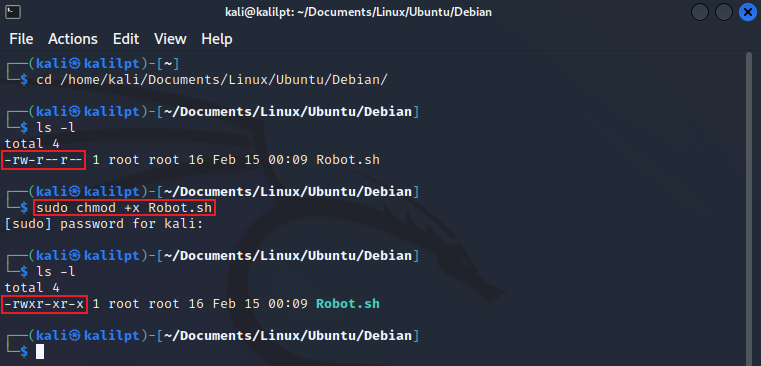 kali@kalilpt: ~/Documents/Linux/Ubuntu/Debian
File Actions Edit View Help
┌──(kali㉿kalilpt)-[~]
└─$ cd /home/kali/Documents/Linux/Ubuntu/Debian/
┌──(kali㉿kalilpt)-[~/Documents/Linux/Ubuntu/Debian]
└─$ ls -l
total 4
-rw-r--r-- 1 root root 16 Feb 15 00:09 Robot.sh
┌──(kali㉿kalilpt)-[~/Documents/Linux/Ubuntu/Debian]
└─$ sudo chmod +x Robot.sh
[sudo] password for kali:
┌──(kali㉿kalilpt)-[~/Documents/Linux/Ubuntu/Debian]
└─$ ls -l
total 4
-rwxr-xr-x 1 root root 16 Feb 15 00:09 Robot.sh
┌──(kali㉿kalilpt)-[~/Documents/Linux/Ubuntu/Debian]
└─$